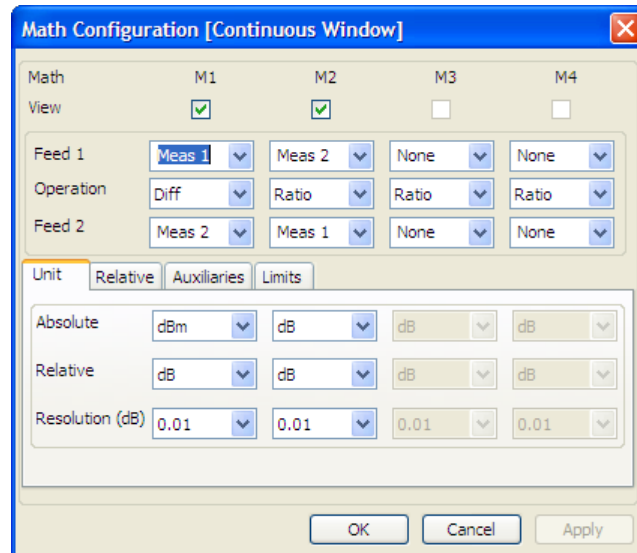 Math Configuration [Continuous Window]
Math M1 M2 M3 M4
View
Feed 1 Meas 1 Meas 2 None None
Operation Diff Ratio Ratio Ratio
Feed 2 Meas 2 Meas 1 None None
Unit Relative Auxiliaries Limits
Absolute dBm dB dB dB
Relative dB dB dB dB
Resolution (dB) 0.01 0.01 0.01 0.01
OK Cancel Apply